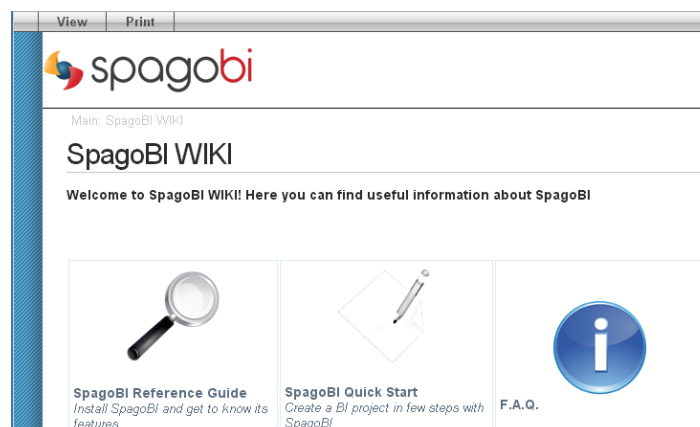 View Print
spagobi
Main: SpagoBI WIKI
SpagoBI WIKI
Welcome to SpagoBI WIKI! Here you can find useful information about SpagoBI
i
SpagoBI Reference Guide
Install SpagoBI and get to know its
features
SpagoBI Quick Start
Create a BI project in few steps with
SpagoBI
F.A.Q.